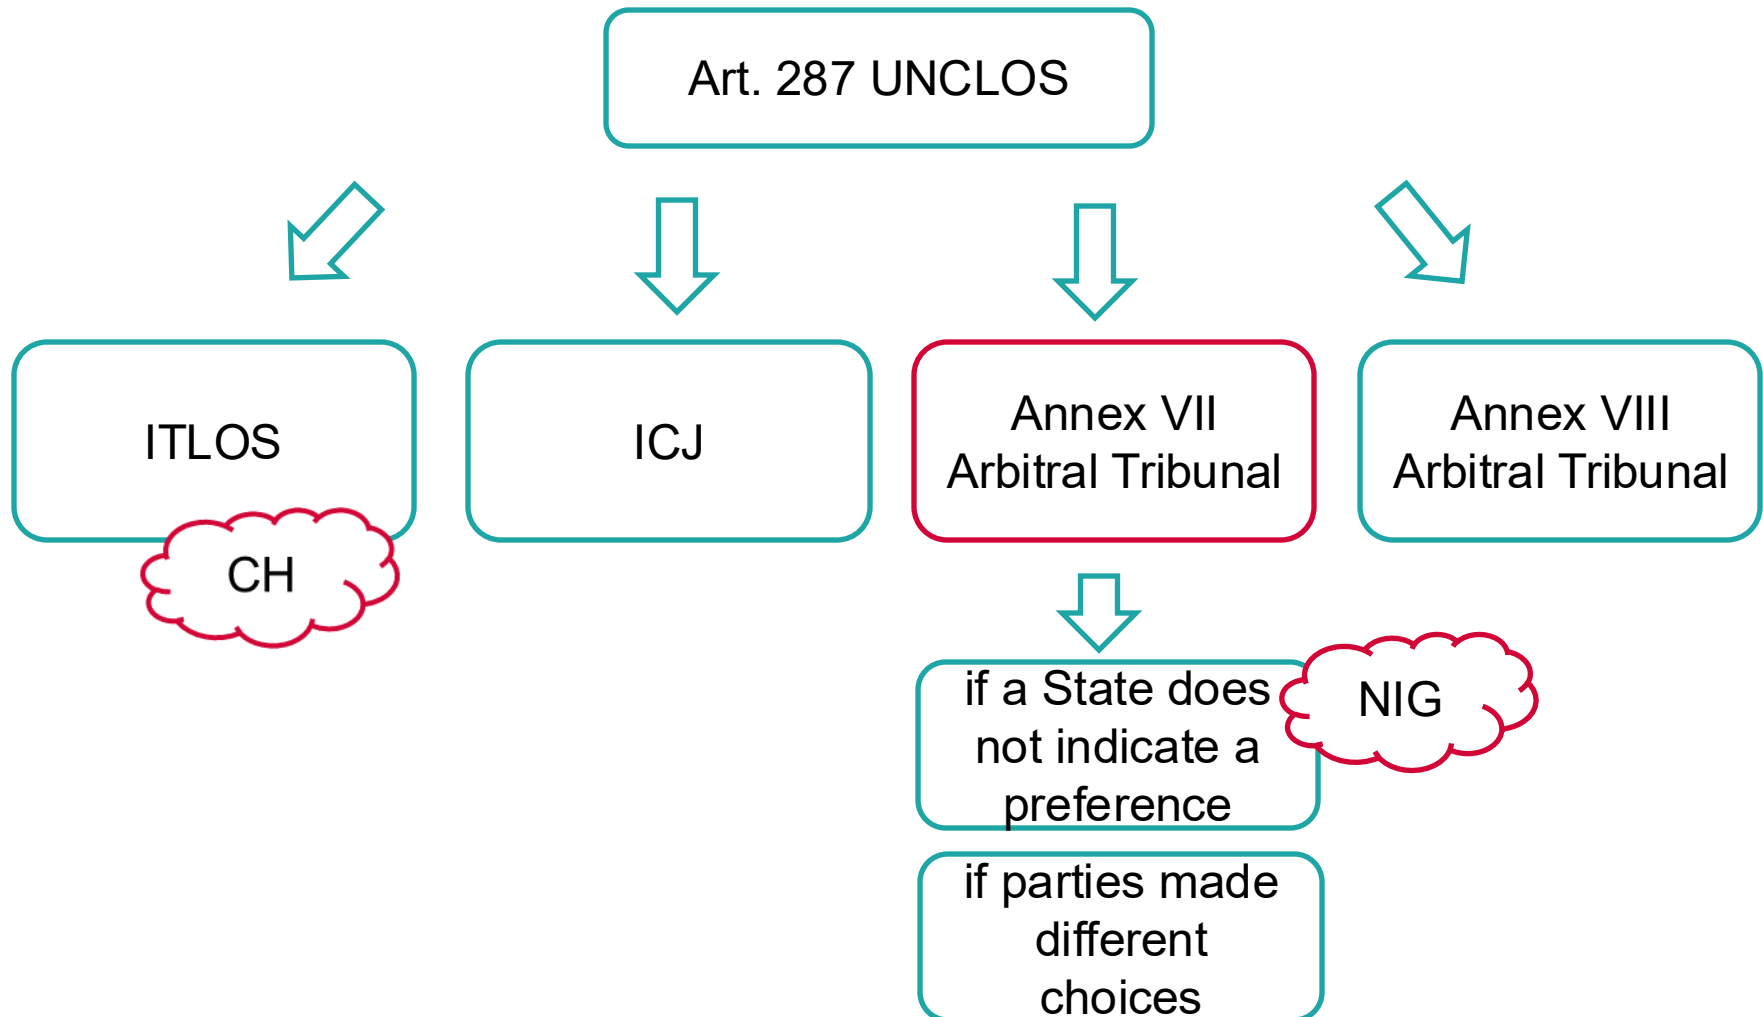 Art. 287 UNCLOS
ITLOS
CH
ICJ
Annex VII
Arbitral Tribunal
Annex VIII
Arbitral Tribunal
if a State does
not indicate a
preference
NIG
if parties made
different
choices